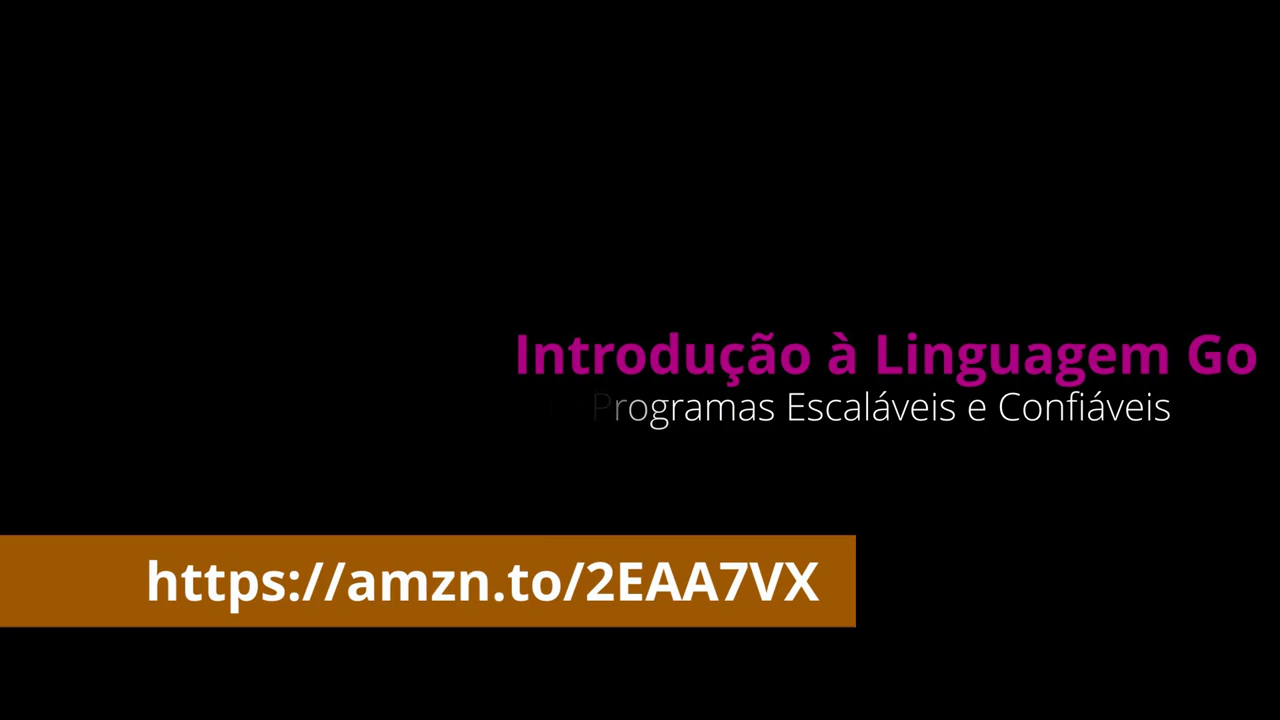 Introdução à Linguagem Go
Programas Escaláveis e Confiáveis
https://amzn.to/2EAA7VX